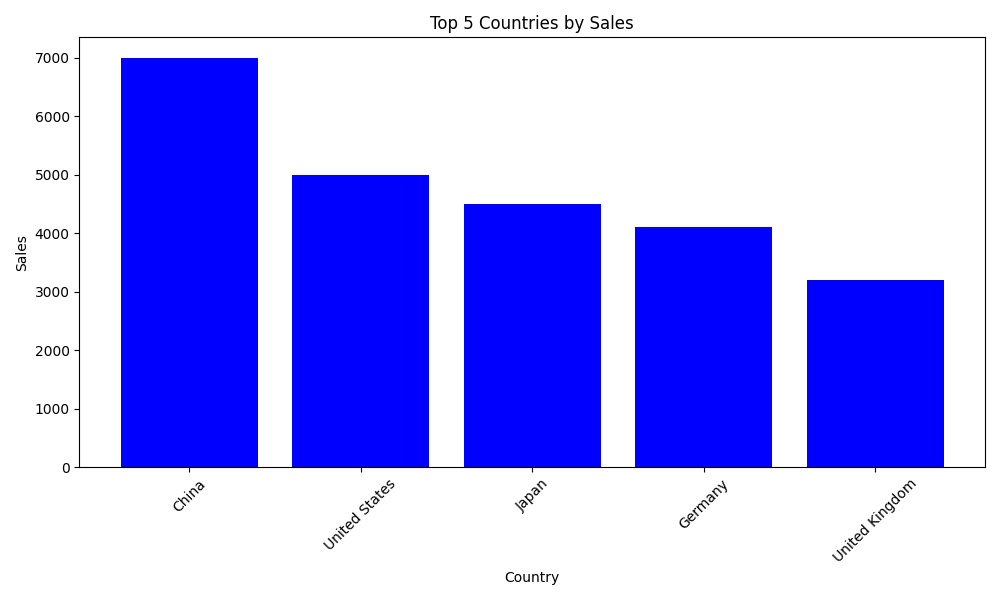 Top 5 Countries by Sales
Sales
7000
6000
5000
4000
3000
2000
1000
0
China
United States
Japan
Germany
United Kingdom
Country